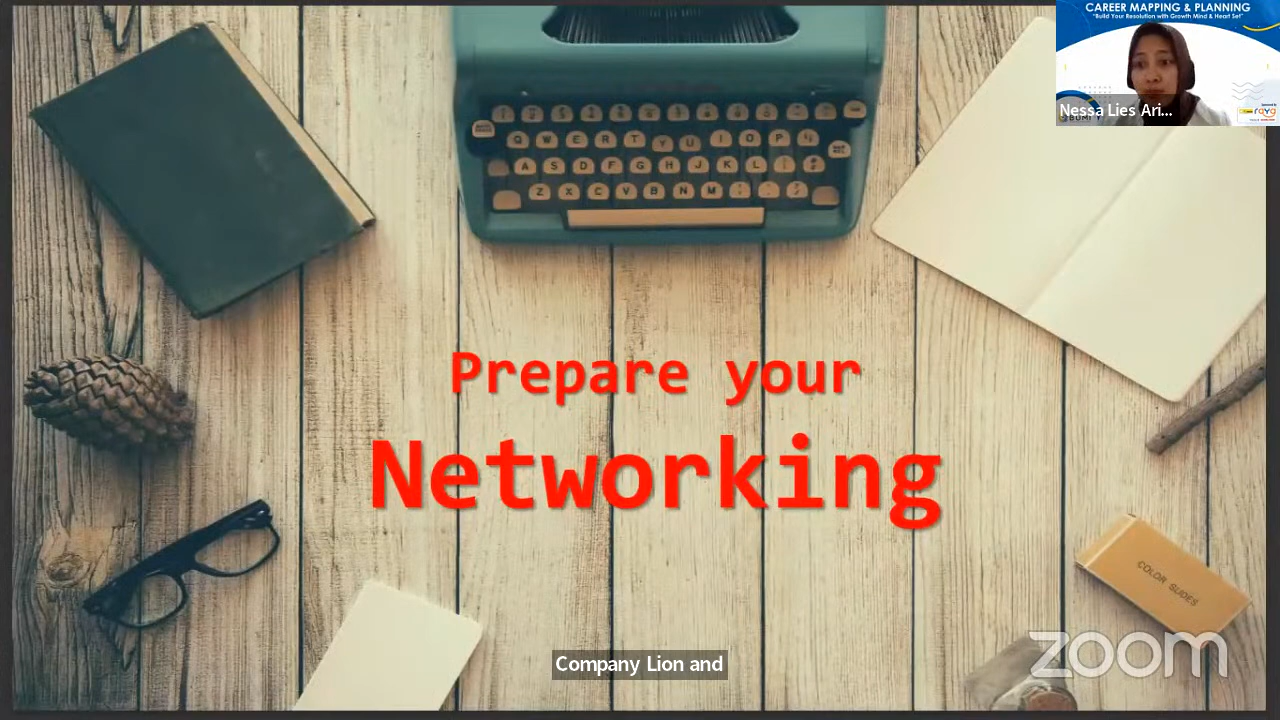 CAREER MAPPING & PLANNING
"Build Your Resolution with Growth Mind & Heart Set"
Nessa Lies Ari...
raya
Prepare your
Networking
COLOR SLIDES
Company Lion and
zoom